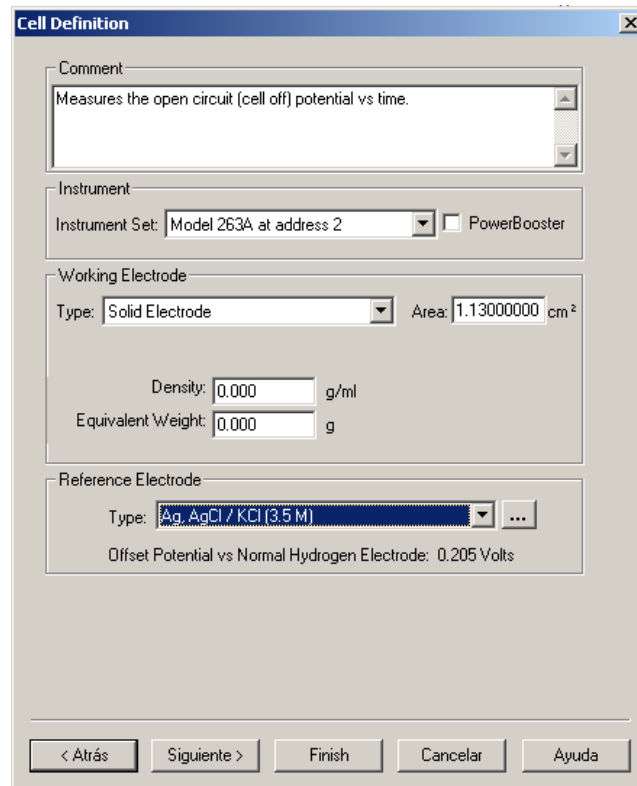 Cell Definition
Comment
Measures the open circuit (cell off) potential vs time.
Instrument
Instrument Set: Model 263A at address 2 PowerBooster
Working Electrode
Type: Solid Electrode Area: 1.13000000 cm²
Density: 0.000 g/ml
Equivalent Weight: 0.000 g
Reference Electrode
Type: Ag, AgCl / KCl (3.5 M) ...
Offset Potential vs Normal Hydrogen Electrode: 0.205 Volts
< Atrás Siguiente > Finish Cancelar Ayuda